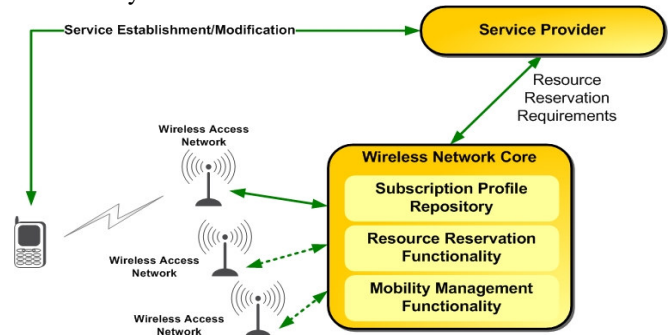 Service Establishment/Modification
Service Provider
Resource
Reservation
Requirements
Wireless Access
Network
Wireless Network Core
Subscription Profile
Repository
Resource Reservation
Functionality
Wireless Access
Network
Mobility Management
Functionality
Wireless Access
Network